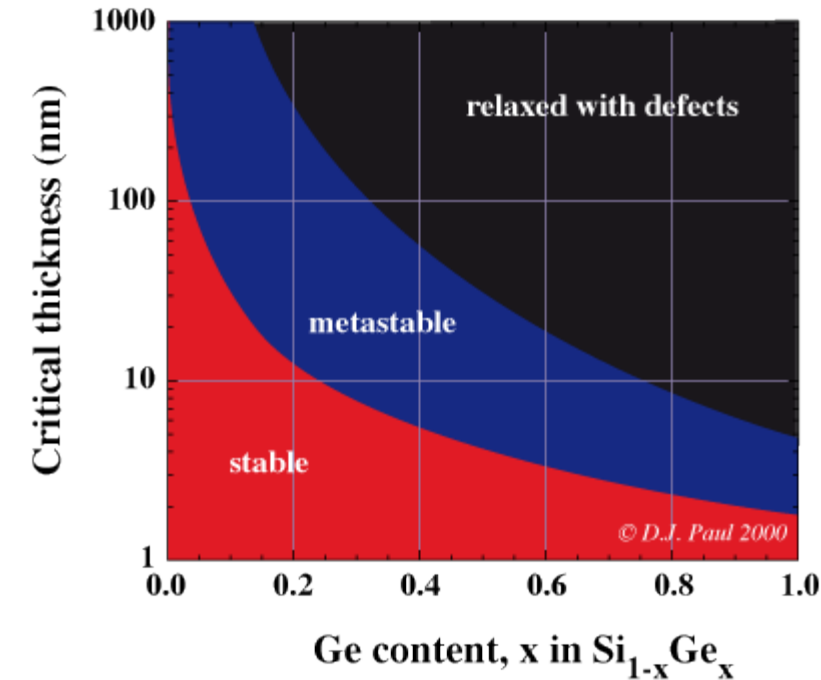 1000
100
10
1
Critical thickness (nm)
relaxed with defects
metastable
stable
© D.J. Paul 2000
0.0 0.2 0.4 0.6 0.8 1.0
Ge content, x in Si1-xGex